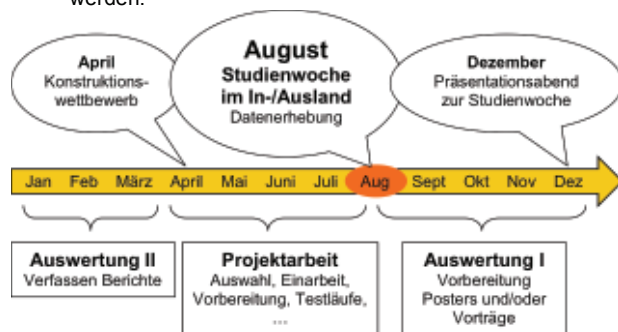 werden.
April
Konstruktions-
wettbewerb
August
Studienwoche
im In-/Ausland
Datenerhebung
Dezember
Präsentationsabend
zur Studienwoche
Jan Feb März April Mai Juni Juli Aug Sept Okt Nov Dez
Auswertung II
Verfassen Berichte
Projektarbeit
Auswahl, Einarbeit,
Vorbereitung, Testläufe,
...
Auswertung I
Vorbereitung
Posters und/oder
Vorträge